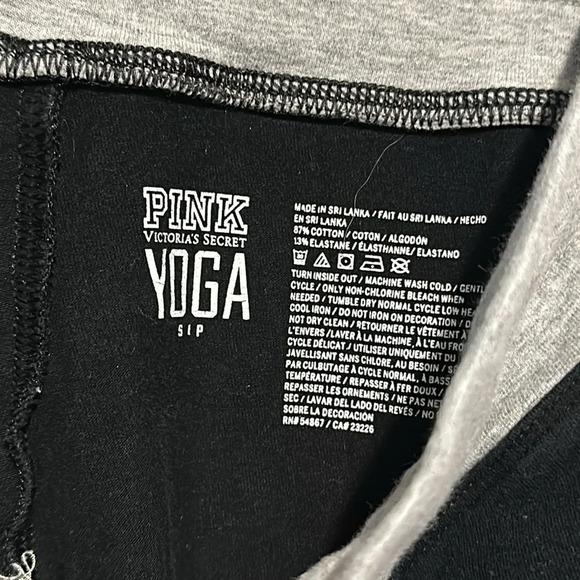 PINK
VICTORIA'S SECRET
YOGA
S/P
MADE IN SRI LANKA / FAIT AU SRI LANKA / HECHO
EN SRI LANKA
87% COTTON / COTON / ALGODÓN
13% ELASTANE / ÉLASTHANNE / ELASTANO
TURN INSIDE OUT / MACHINE WASH COLD / GENTL
CYCLE / ONLY NON-CHLORINE BLEACH WHEN
NEEDED / TUMBLE DRY NORMAL CYCLE LOW HE
COOL IRON / DO NOT IRON ON DECORATION / D
NOT DRY CLEAN / RETOURNER LE VÊTEMENT À
L'ENVERS /LAVER À LA MACHINE, À L'EAU FRO
CYCLE DÉLICAT / UTILISER UNIQUEMENT DU
JAVELLISANT SANS CHLORE, AU BESOIN / S
PAR CULBUTAGE À CYCLE NORMAL, À BASS
TEMPÉRATURE / REPASSER À FER DOUX /
REPASSER LES ORNEMENTS / NE PAS NET
SEC / LAVAR DEL LADO DEL REVÉS / NO
SOBRE LA DECORACIÓN
RN# 54867 / CA# 23226